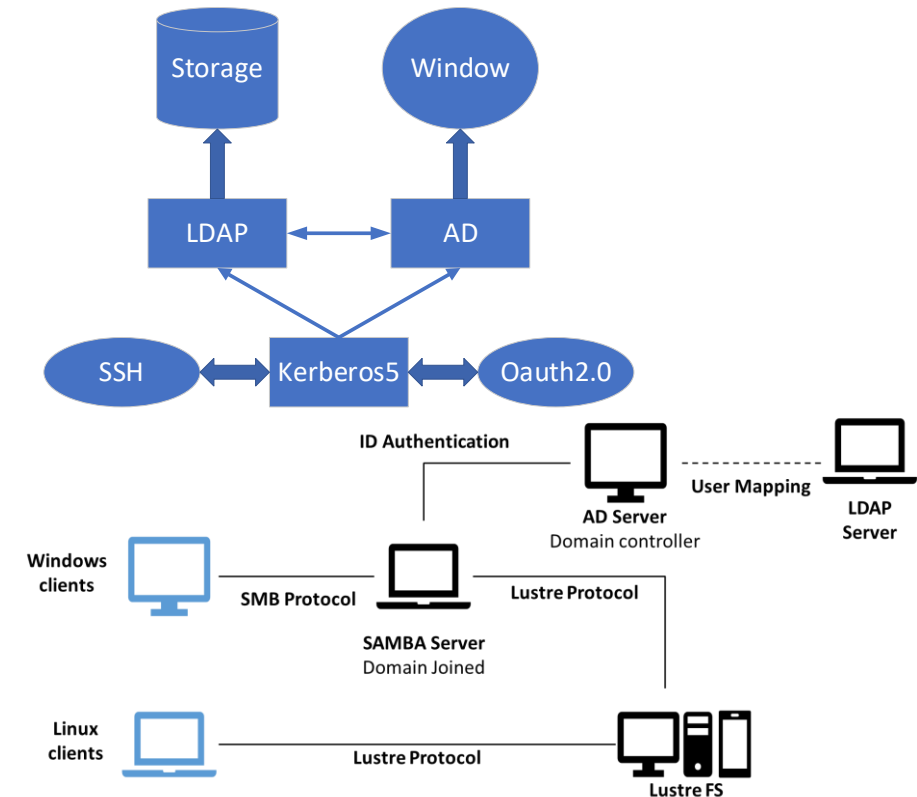 Storage
Window
LDAP
AD
SSH
Kerberos5
Oauth2.0
ID Authentication
User Mapping
AD Server
Domain controller
LDAP
Server
Windows
clients
SMB Protocol
Lustre Protocol
SAMBA Server
Domain Joined
Linux
clients
Lustre Protocol
Lustre FS